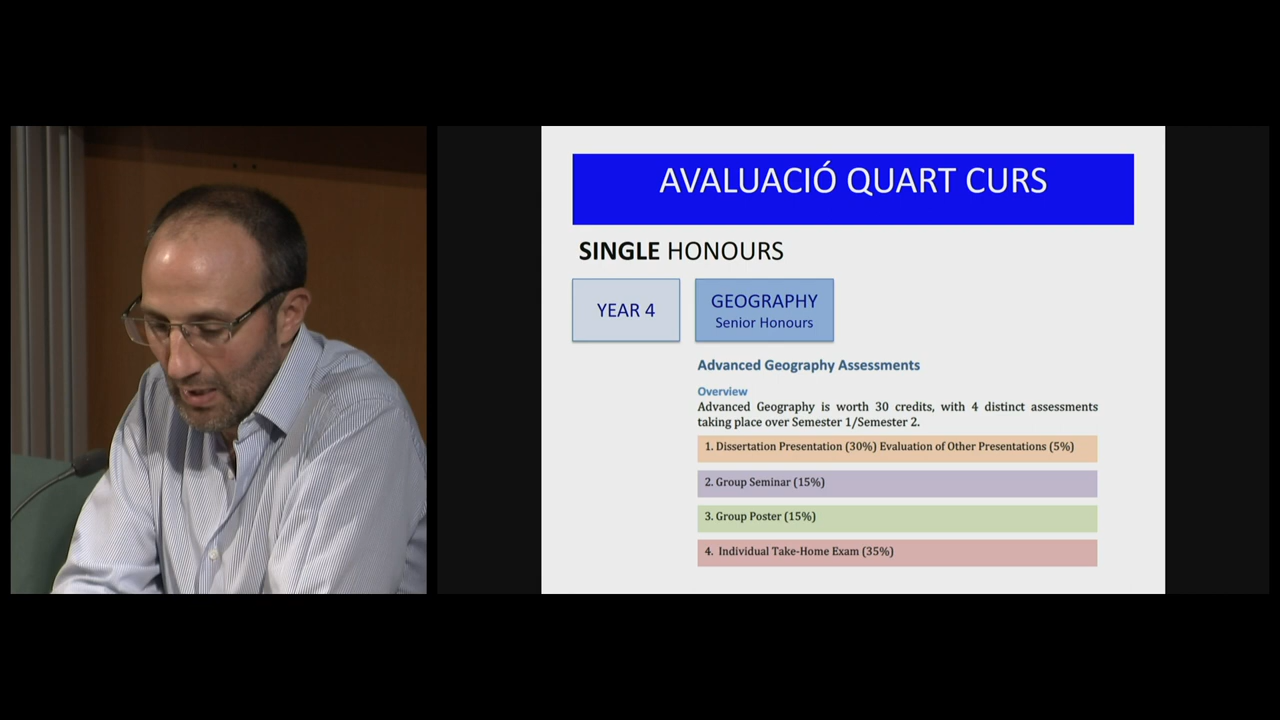 AVALUACIÓ QUART CURS
SINGLE HONOURS
YEAR 4
GEOGRAPHY
Senior Honours
Advanced Geography Assessments
Overview
Advanced Geography is worth 30 credits, with 4 distinct assessments
taking place over Semester 1/Semester 2.
1. Dissertation Presentation (30%) Evaluation of Other Presentations (5%)
2. Group Seminar (15%)
3. Group Poster (15%)
4. Individual Take-Home Exam (35%)